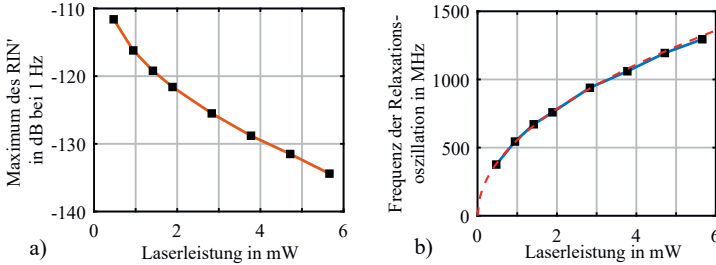 Maximum des RIN'
in dB bei 1 Hz
-110
-120
-130
-140
0 2 4 6
Laserleistung in mW
a)
Frequenz der Relaxations-
oszillation in MHz
1500
1000
500
0
0 2 4 6
Laserleistung in mW
b)